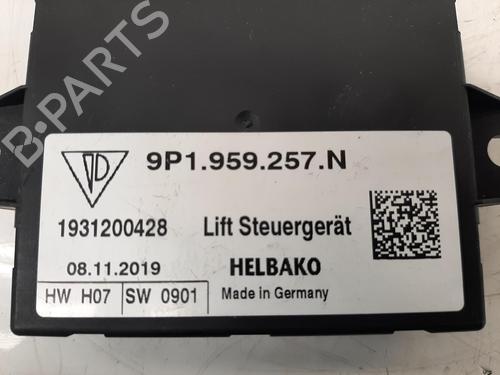 B-PARTS
9P1.959.257.N
1931200428 Lift Steuergerät
08.11.2019 HELBAKO
HW H07 SW 0901 Made in Germany